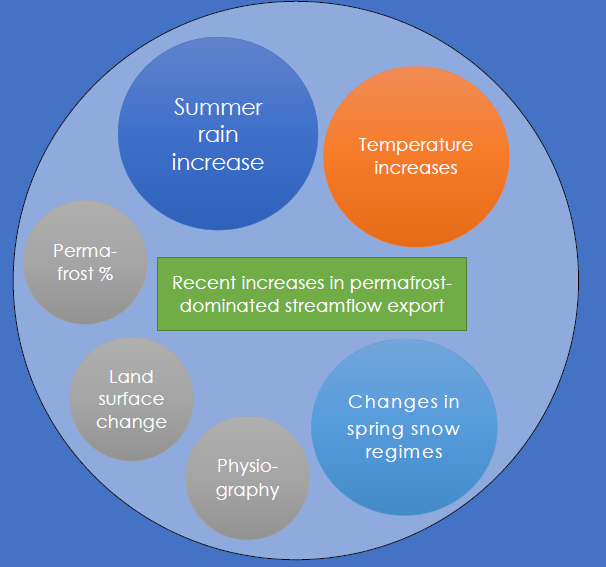 Summer
rain
increase
Temperature
increases
Perma-
frost %
Recent increases in permafrost-
dominated streamflow export
Land
surface
change
Changes in
spring snow
regimes
Physio-
graphy